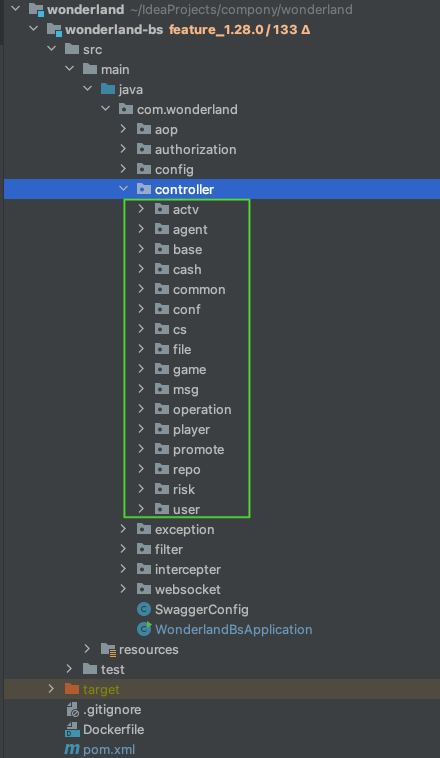 wonderland ~/IdeaProjects/compony/wonderland
wonderland-bs feature_1.28.0 / 133 Δ
src
main
java
com.wonderland
aop
authorization
config
controller
actv
agent
base
cash
common
conf
cs
file
game
msg
operation
player
promote
repo
risk
user
exception
filter
intercepter
websocket
SwaggerConfig
WonderlandBsApplication
resources
test
target
.gitignore
Dockerfile
pom.xml